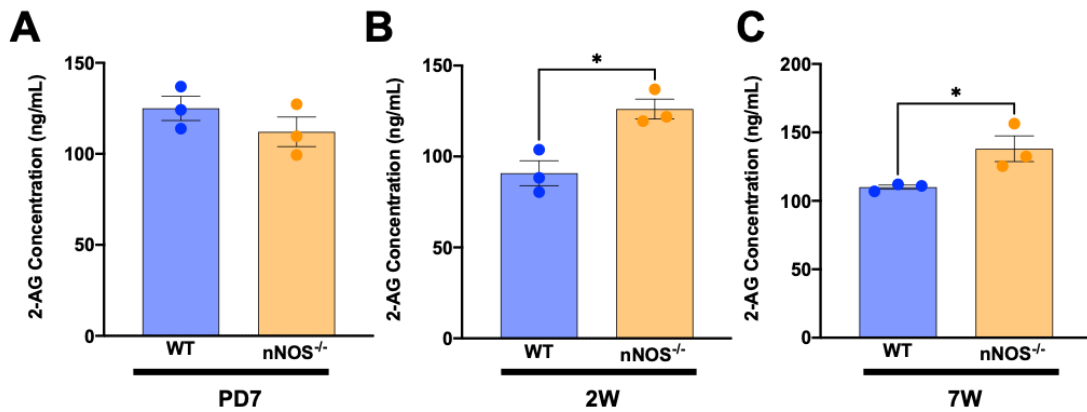 A
2-AG Concentration (ng/mL)
150
100
50
0
WT
nNOS-/-
PD7
B
2-AG Concentration (ng/mL)
150
100
50
0
*
WT
nNOS-/-
2W
C
2-AG Concentration (ng/mL)
200
150
100
50
0
*
WT
nNOS-/-
7W